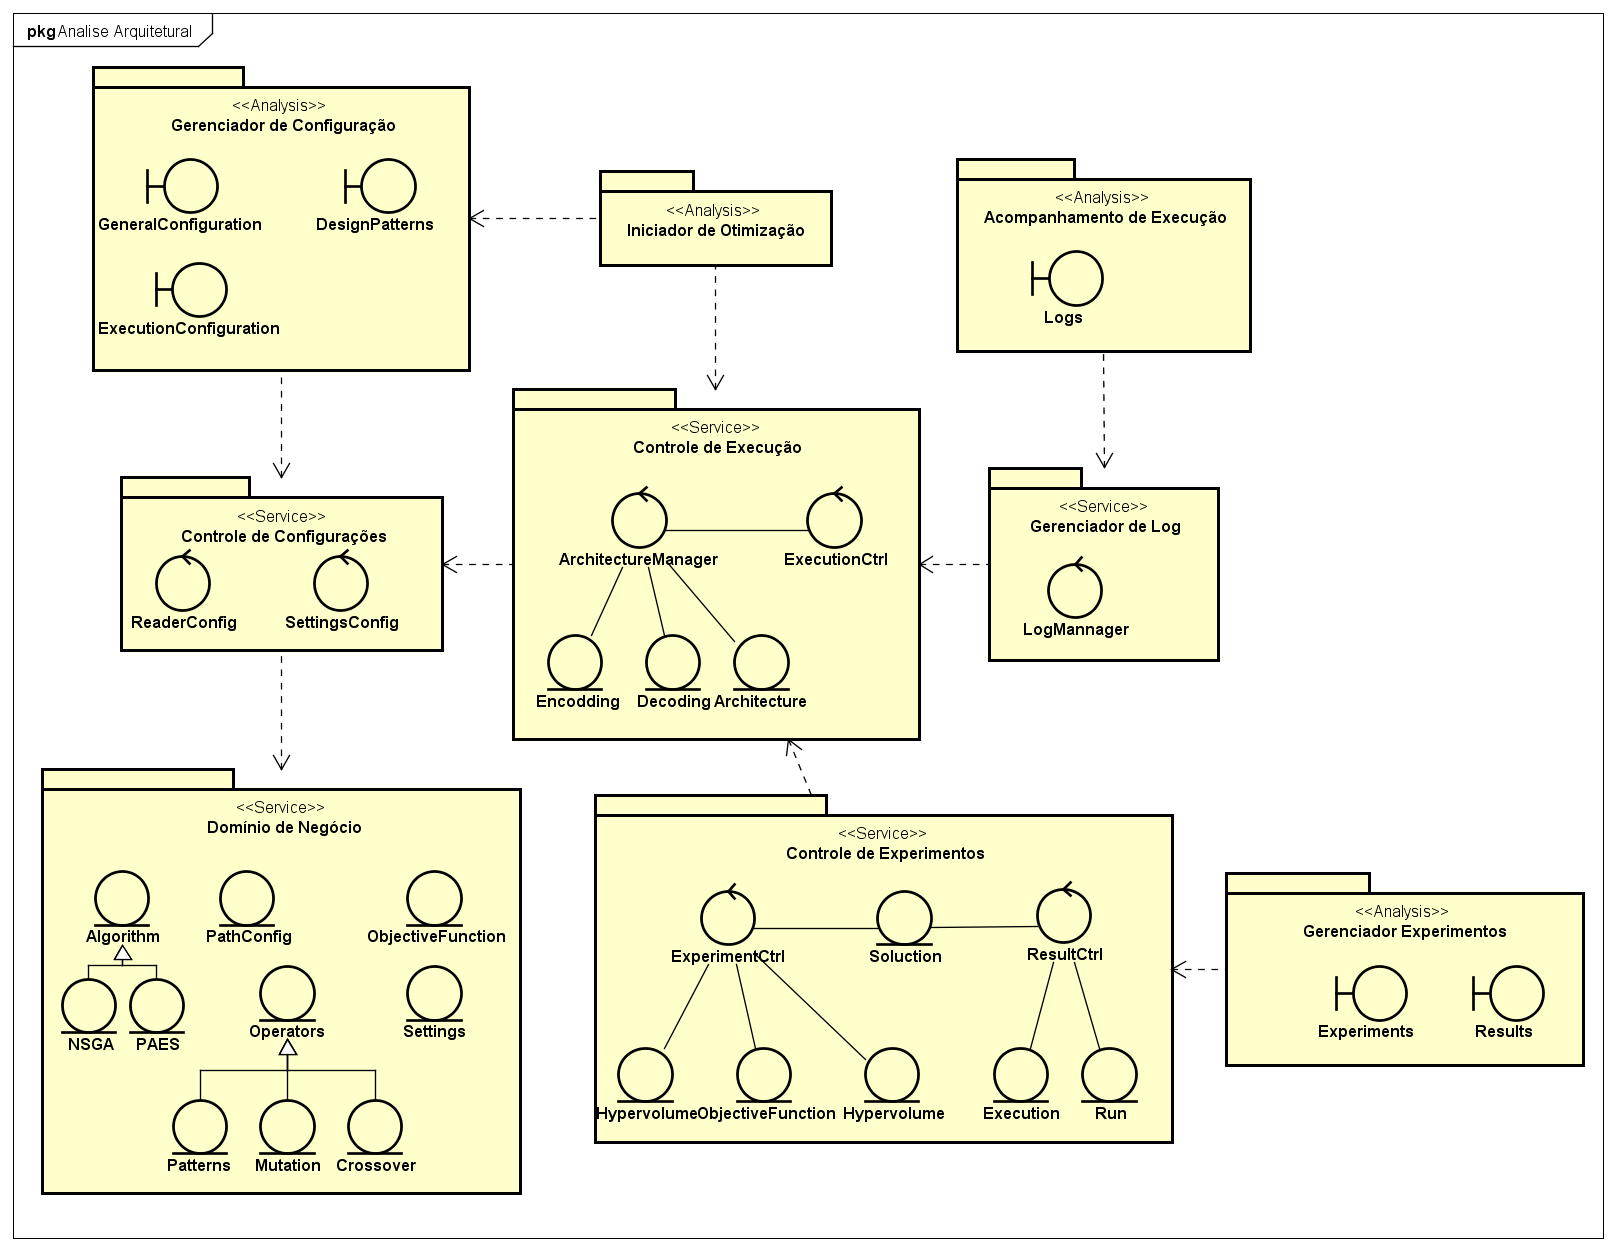 pkg Analise Arquitetural
<<Analysis>>
Gerenciador de Configuração
GeneralConfiguration
DesignPatterns
ExecutionConfiguration
<<Analysis>>
Iniciador de Otimização
<<Analysis>>
Acompanhamento de Execução
Logs
<<Service>>
Controle de Configurações
ReaderConfig
SettingsConfig
<<Service>>
Controle de Execução
ArchitectureManager
ExecutionCtrl
Encodding
Decoding
Architecture
<<Service>>
Gerenciador de Log
LogMannager
<<Service>>
Domínio de Negócio
Algorithm
PathConfig
ObjectiveFunction
NSGA
PAES
Operators
Settings
Patterns
Mutation
Crossover
<<Service>>
Controle de Experimentos
ExperimentCtrl
Soluction
ResultCtrl
Hypervolume
ObjectiveFunction
Hypervolume
Execution
Run
<<Analysis>>
Gerenciador Experimentos
Experiments
Results